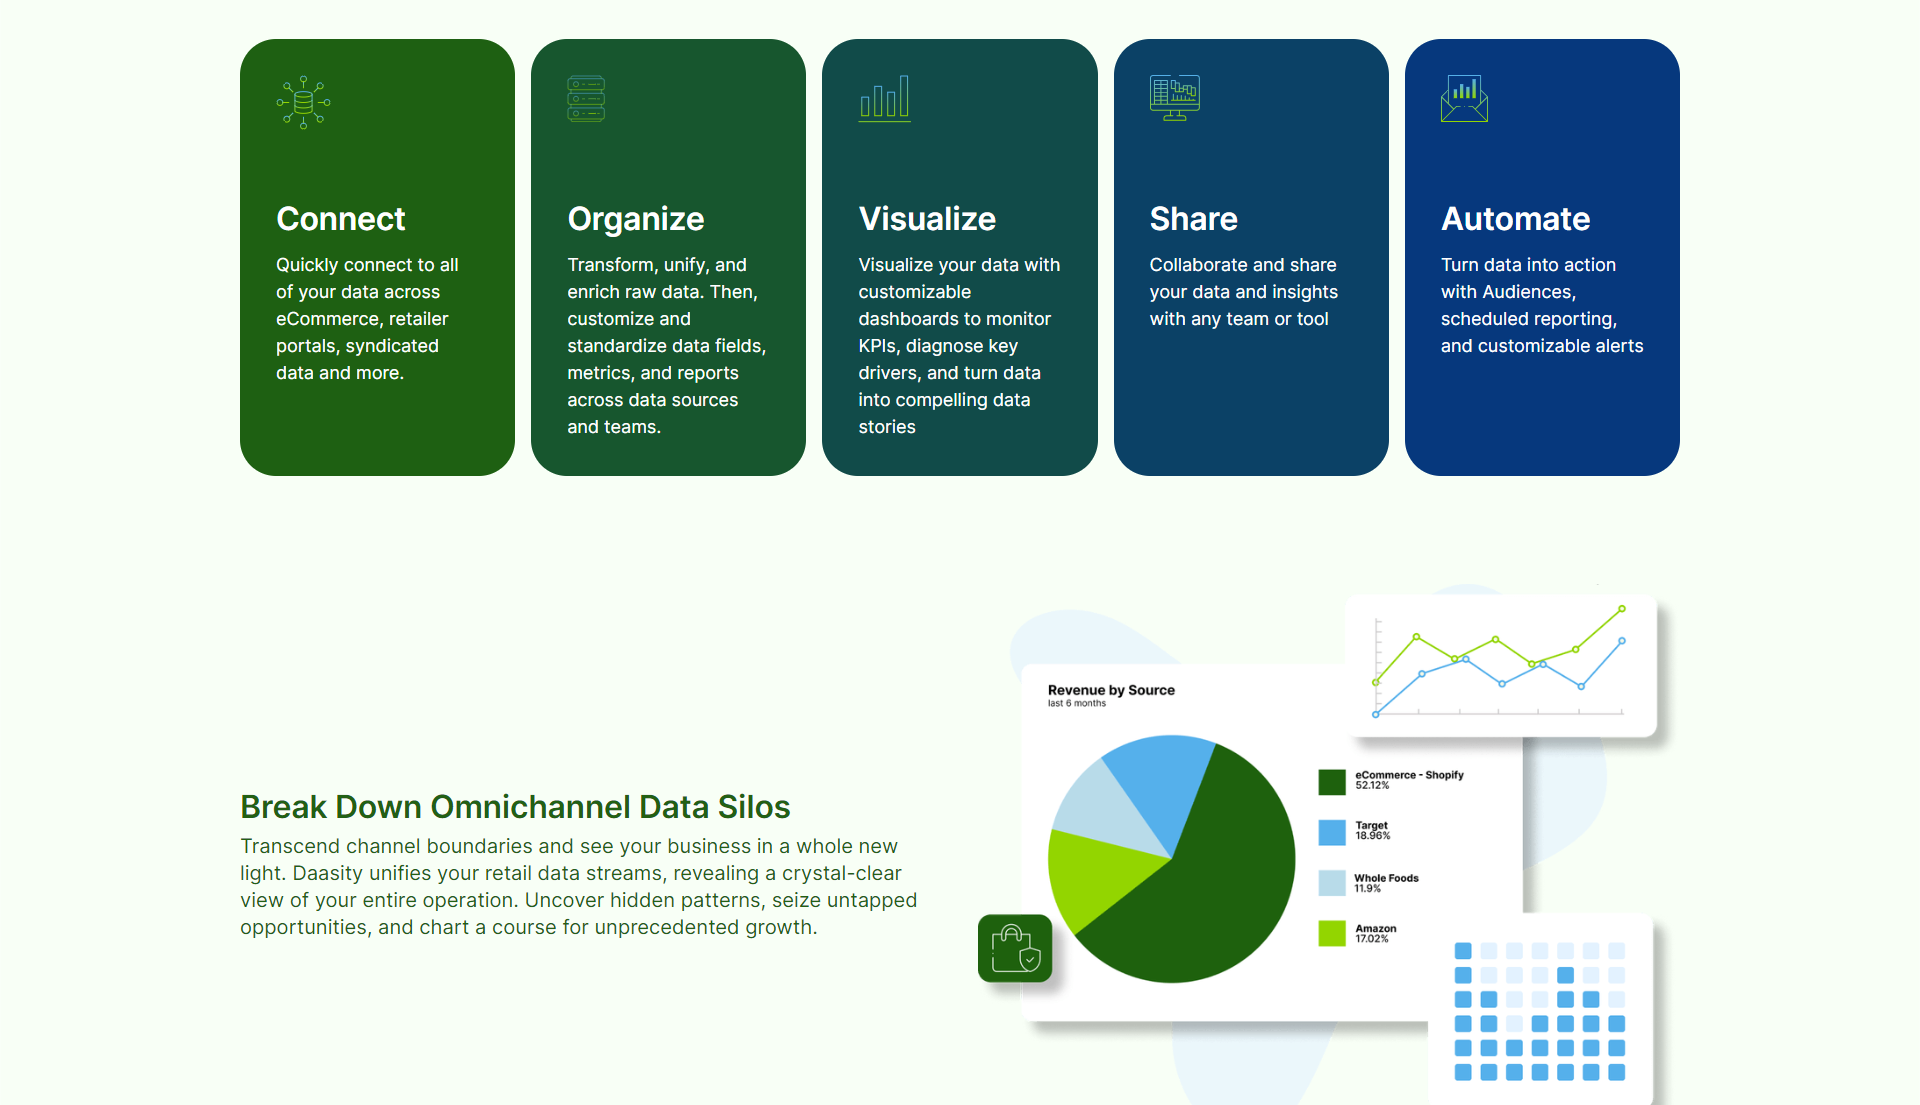 Connect
Quickly connect to all
of your data across
eCommerce, retailer
portals, syndicated
data and more.
Organize
Transform, unify, and
enrich raw data. Then,
customize and
standardize data fields,
metrics, and reports
across data sources
and teams.
Visualize
Visualize your data with
customizable
dashboards to monitor
KPIs, diagnose key
drivers, and turn data
into compelling data
stories
Share
Collaborate and share
your data and insights
with any team or tool
Automate
Turn data into action
with Audiences,
scheduled reporting,
and customizable alerts
Break Down Omnichannel Data Silos
Transcend channel boundaries and see your business in a whole new
light. Daasity unifies your retail data streams, revealing a crystal-clear
view of your entire operation. Uncover hidden patterns, seize untapped
opportunities, and chart a course for unprecedented growth.
Revenue by Source
last 6 months
eCommerce - Shopify
52.12%
Target
18.96%
Whole Foods
11.9%
Amazon
17.02%